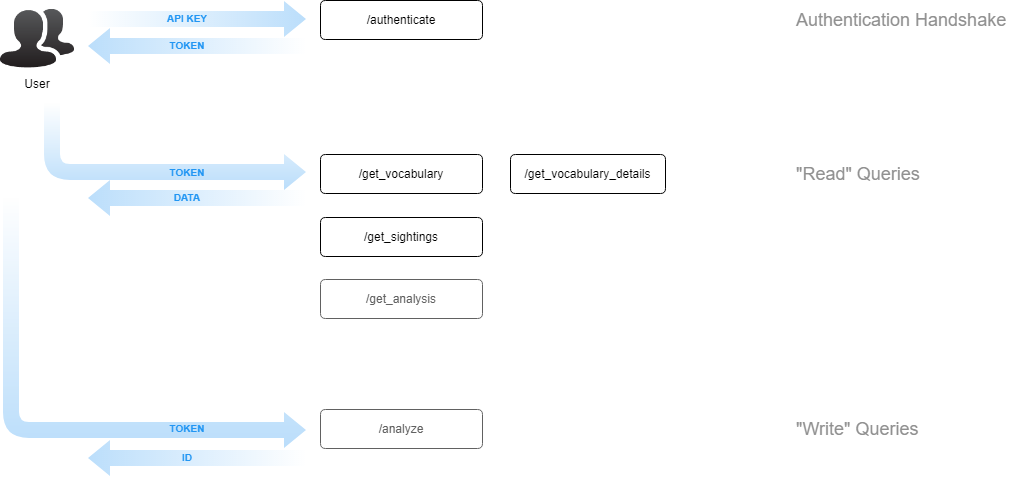 API KEY
/authenticate
Authentication Handshake
TOKEN
User
TOKEN
/get_vocabulary
/get_vocabulary_details
"Read" Queries
DATA
/get_sightings
/get_analysis
TOKEN
/analyze
"Write" Queries
ID